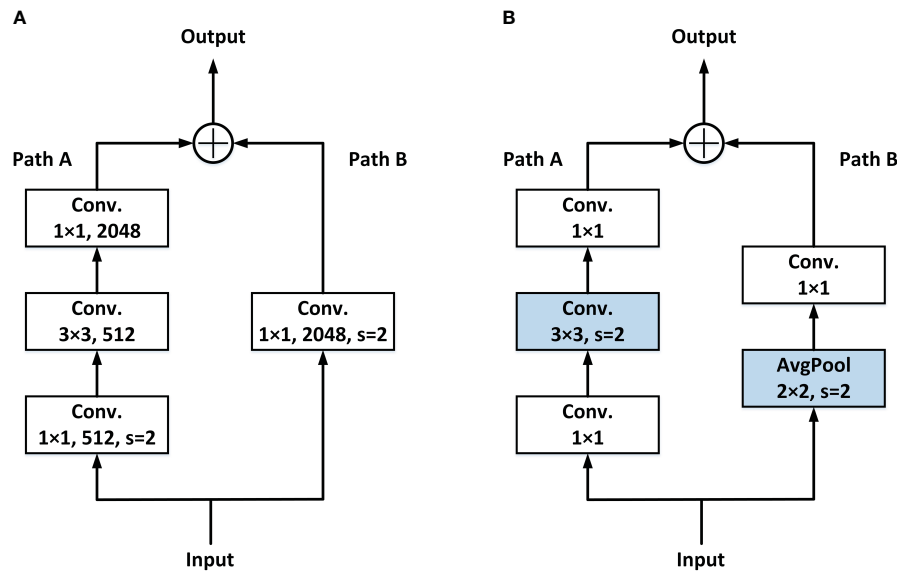 A
Output
Path A
Path B
Conv.
1×1, 2048
Conv.
3×3, 512
Conv.
1×1, 2048, s=2
Conv.
1×1, 512, s=2
Input
B
Output
Path A
Path B
Conv.
1×1
Conv.
1×1
Conv.
3×3, s=2
AvgPool
2×2, s=2
Conv.
1×1
Input